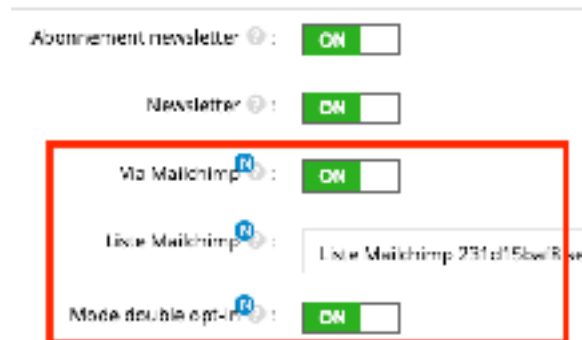 Abonnement newsletter ? : ON
Newsletter ? : ON
Via Mailchimp N ? : ON
Liste Mailchimp N ? : Liste Mailchimp
Mode double opt-in N ? : ON